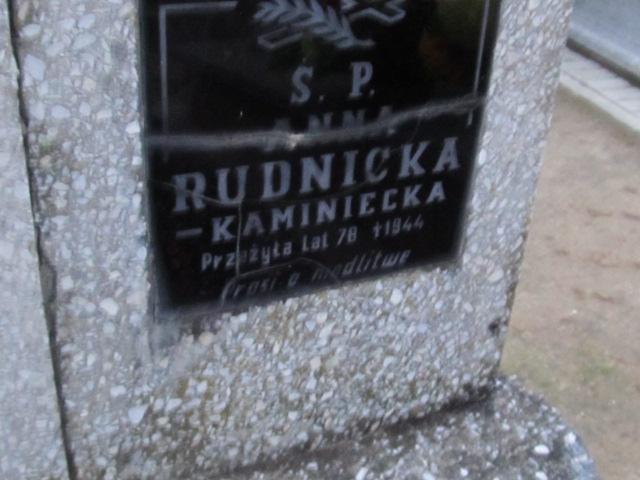 Ś. P.
ANNA
RUDNICKA
-KAMINIECKA
Przeżyła Lat 78 †1944
Prosi o modlitwę